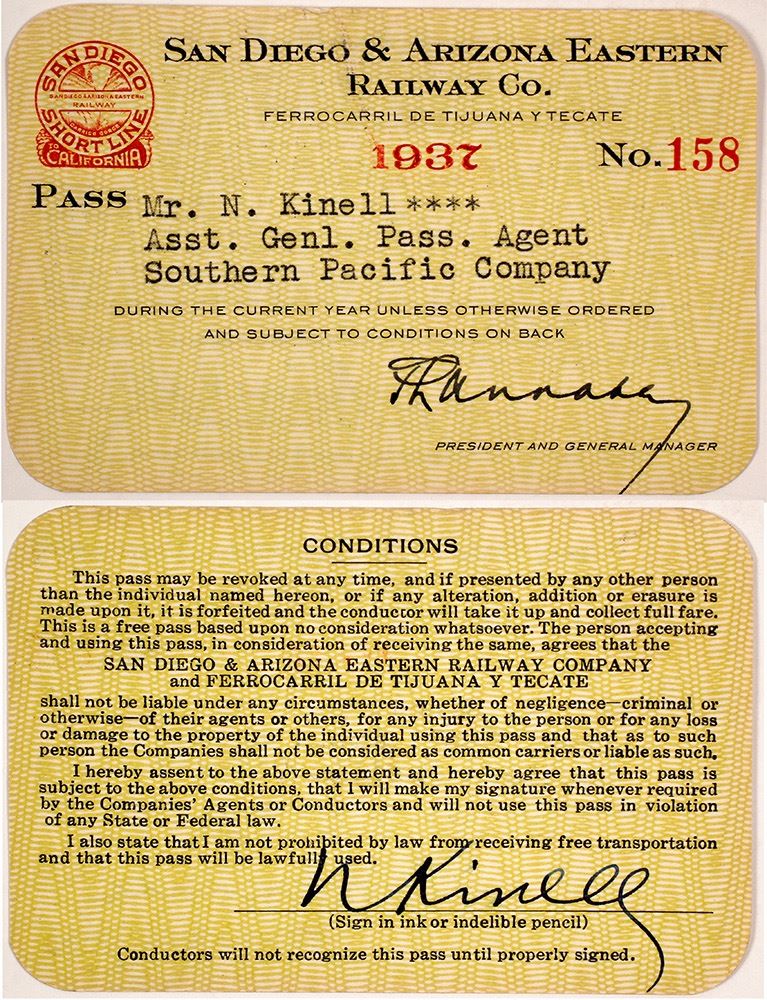 SAN DIEGO & ARIZONA EASTERN
RAILWAY CO.
FERROCARRIL DE TIJUANA Y TECATE
SAN DIEGO
SAN DIEGO & ARIZONA EASTERN
RAILWAY
CARRISO GORGE
SHORT LINE
TO
CALIFORNIA
1937 No. 158
PASS Mr. N. Kinell ****
Asst. Genl. Pass. Agent
Southern Pacific Company
DURING THE CURRENT YEAR UNLESS OTHERWISE ORDERED
AND SUBJECT TO CONDITIONS ON BACK
PRESIDENT AND GENERAL MANAGER
CONDITIONS
This pass may be revoked at any time, and if presented by any other person
than the individual named hereon, or if any alteration, addition or erasure is
made upon it, it is forfeited and the conductor will take it up and collect full fare.
This is a free pass based upon no consideration whatsoever. The person accepting
and using this pass, in consideration of receiving the same, agrees that the
SAN DIEGO & ARIZONA EASTERN RAILWAY COMPANY
and FERROCARRIL DE TIJUANA Y TECATE
shall not be liable under any circumstances, whether of negligence—criminal or
otherwise—of their agents or others, for any injury to the person or for any loss
or damage to the property of the individual using this pass and that as to such
person the Companies shall not be considered as common carriers or liable as such.
I hereby assent to the above statement and hereby agree that this pass is
subject to the above conditions, that I will make my signature whenever required
by the Companies' Agents or Conductors and will not use this pass in violation
of any State or Federal law.
I also state that I am not prohibited by law from receiving free transportation
and that this pass will be lawfully used.
N Kinell
(Sign in ink or indelible pencil)
Conductors will not recognize this pass until properly signed.